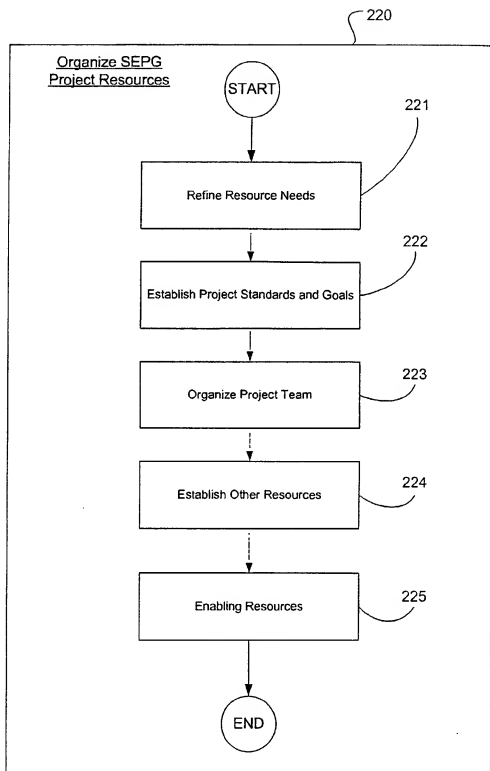 220
Organize SEPG
Project Resources
START
221
Refine Resource Needs
222
Establish Project Standards and Goals
223
Organize Project Team
224
Establish Other Resources
225
Enabling Resources
END